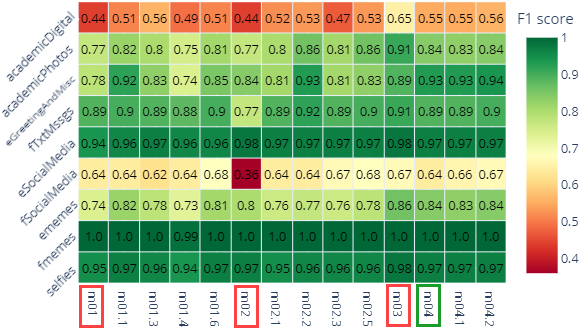 F1 score
academicDigital 0.44 0.51 0.56 0.49 0.51 0.44 0.52 0.53 0.47 0.53 0.65 0.55 0.55 0.56
academicPhotos 0.77 0.82 0.8 0.75 0.81 0.77 0.8 0.86 0.81 0.86 0.91 0.84 0.83 0.84
eGreetingAndMisc 0.78 0.92 0.83 0.74 0.85 0.84 0.81 0.93 0.81 0.83 0.89 0.93 0.93 0.94
fTxtMssgs 0.89 0.9 0.89 0.88 0.9 0.77 0.89 0.92 0.89 0.9 0.91 0.89 0.89 0.9
eSocialMedia 0.94 0.96 0.97 0.96 0.96 0.98 0.97 0.97 0.97 0.97 0.98 0.97 0.97 0.97
fSocialMedia 0.64 0.64 0.62 0.64 0.68 0.36 0.64 0.64 0.67 0.68 0.67 0.64 0.66 0.67
ememes 0.74 0.82 0.78 0.73 0.81 0.8 0.76 0.77 0.76 0.78 0.86 0.84 0.83 0.84
fmemes 1.0 1.0 1.0 0.99 1.0 1.0 1.0 1.0 1.0 1.0 1.0 1.0 1.0 1.0
selfies 0.95 0.97 0.96 0.94 0.97 0.97 0.95 0.96 0.96 0.96 0.98 0.97 0.97 0.97
m01 m01.1 m01.3 m01.4 m01.6 m02 m02.1 m02.2 m02.3 m02.5 m03 m04 m04.1 m04.2
1
0.9
0.8
0.7
0.6
0.5
0.4